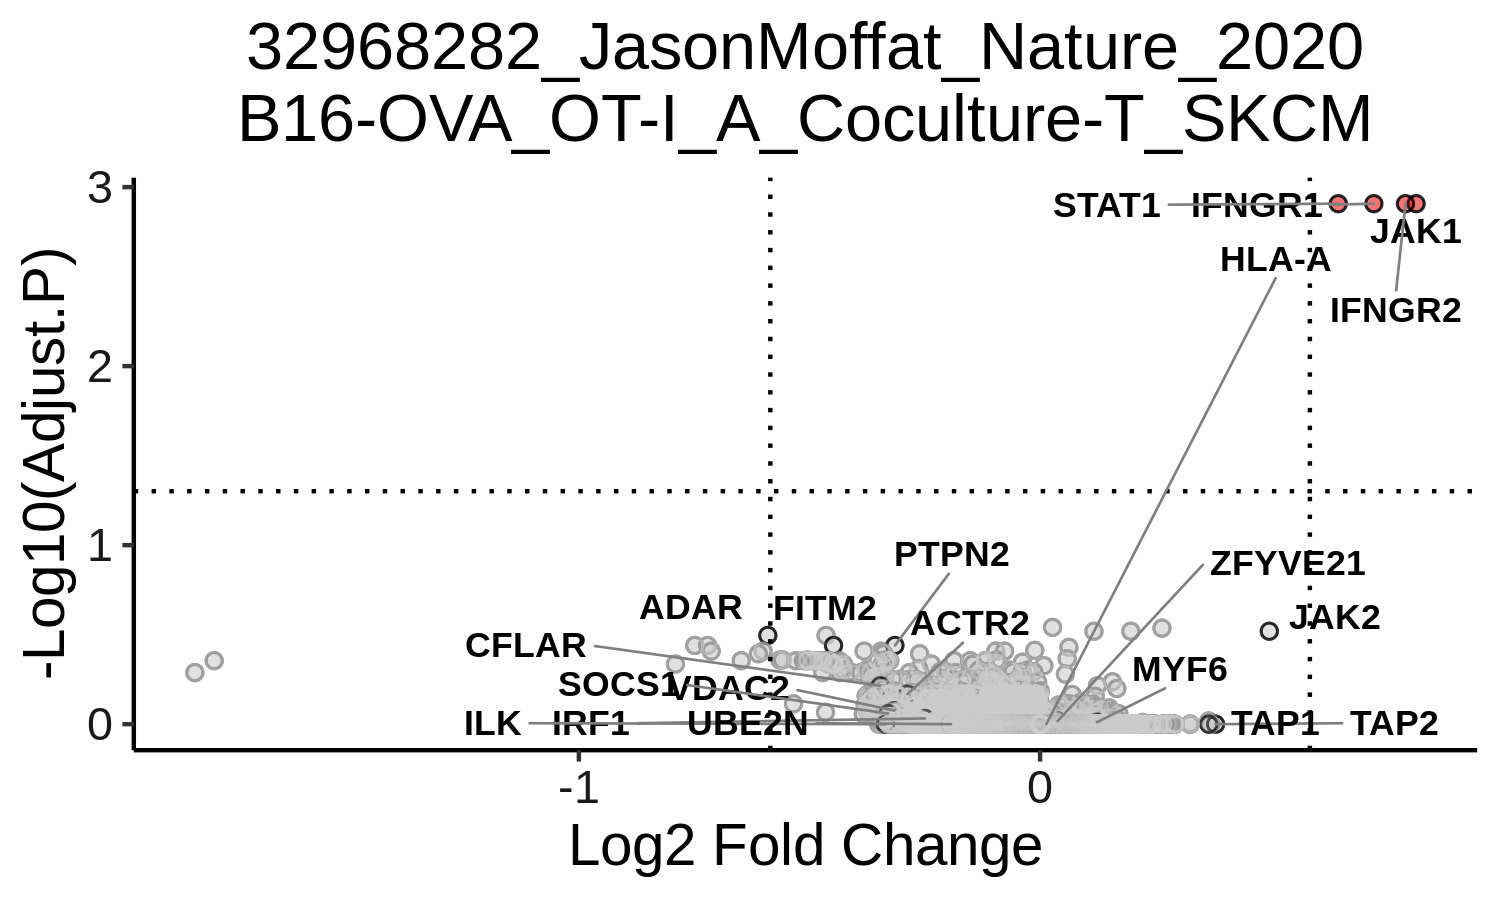 32968282_JasonMoffat_Nature_2020
B16-OVA_OT-I_A_Coculture-T_SKCM
-Log10(Adjust.P)
3
2
1
0
STAT1
IFNGR1
JAK1
HLA-A
IFNGR2
PTPN2
ZFYVE21
ADAR
FITM2
ACTR2
JAK2
CFLAR
MYF6
SOCS1
VDAC2
ILK
IRF1
UBE2N
TAP1
TAP2
-1
0
Log2 Fold Change